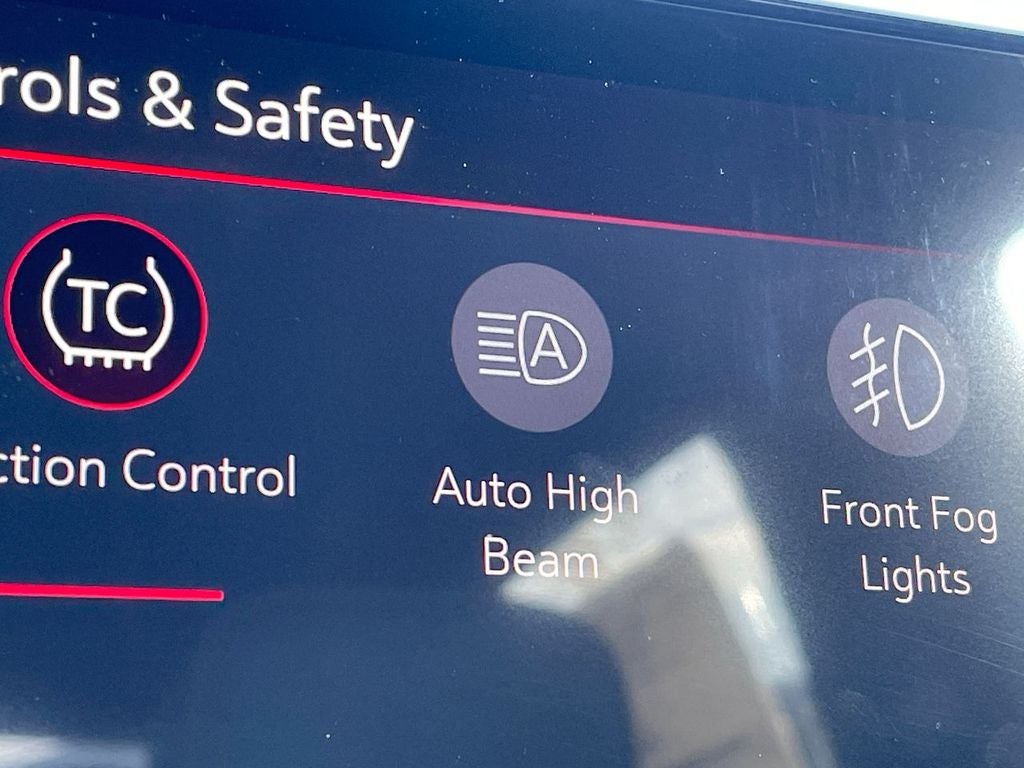 rols & Safety
TC
A
ction Control
Auto High
Beam
Front Fog
Lights